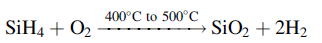 400°C to 500°C
SiH4 + O₂ ⟶ SiO₂ + 2H₂